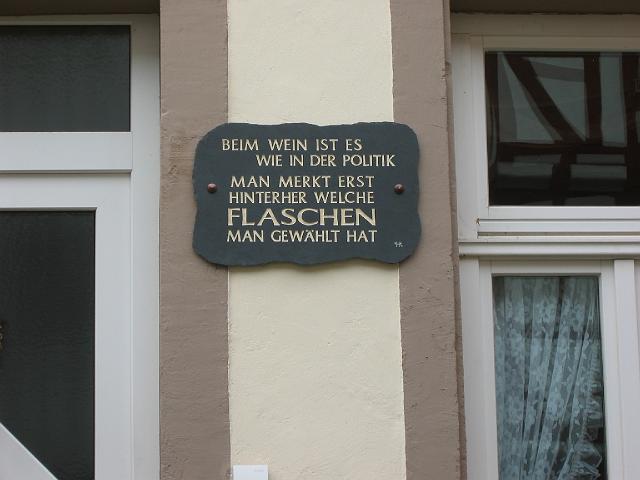 BEIM WEIN IST ES
WIE IN DER POLITIK
MAN MERKT ERST
HINTERHER WELCHE
FLASCHEN
MAN GEWÄHLT HAT